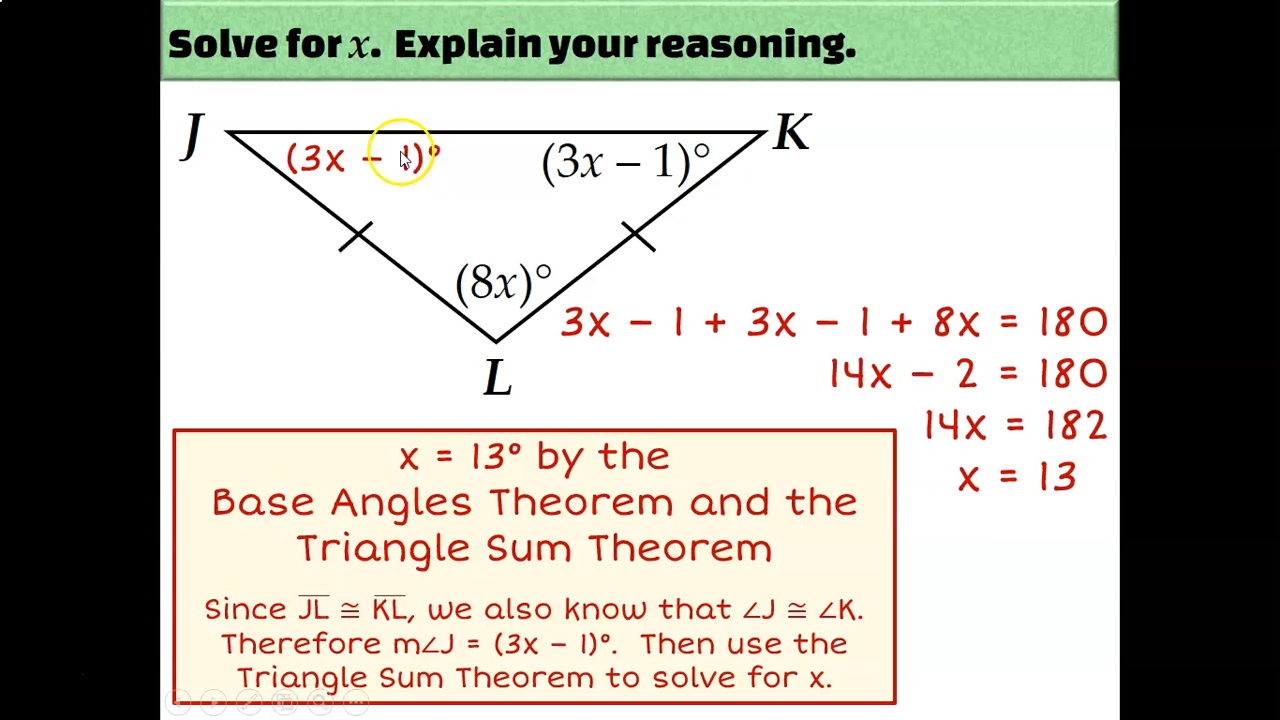 Solve for x. Explain your reasoning.
J
K
(3x – 1)°
(3x – 1)°
(8x)°
L
3x – 1 + 3x – 1 + 8x = 180
14x – 2 = 180
14x = 182
x = 13
x = 13° by the
Base Angles Theorem and the
Triangle Sum Theorem
Since J̅L̅ ≅ K̅L̅, we also know that ∠J ≅ ∠K.
Therefore m∠J = (3x – 1)°. Then use the
Triangle Sum Theorem to solve for x.